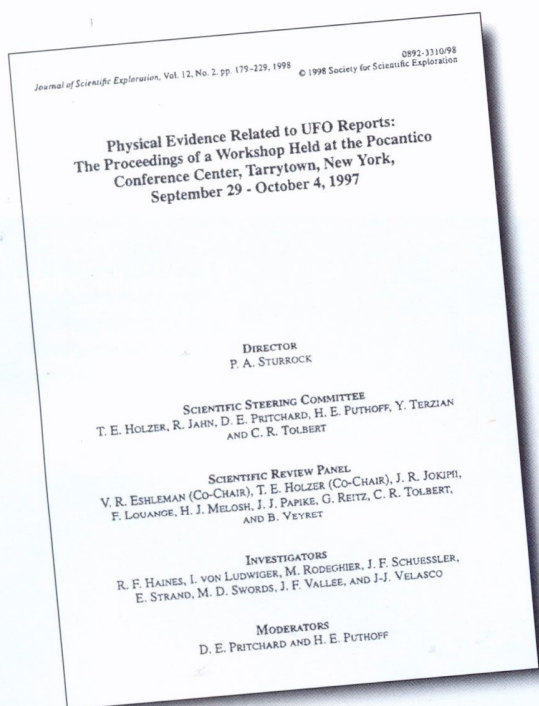 Journal of Scientific Exploration, Vol. 12, No. 2, pp. 179–229, 1998
0892-3310/98
© 1998 Society for Scientific Exploration
Physical Evidence Related to UFO Reports:
The Proceedings of a Workshop Held at the Pocantico
Conference Center, Tarrytown, New York,
September 29 - October 4, 1997
DIRECTOR
P. A. STURROCK
SCIENTIFIC STEERING COMMITTEE
T. E. HOLZER, R. JAHN, D. E. PRITCHARD, H. E. PUTHOFF, Y. TERZIAN
AND C. R. TOLBERT
SCIENTIFIC REVIEW PANEL
V. R. ESHLEMAN (CO-CHAIR), T. E. HOLZER (CO-CHAIR), J. R. JOKIPII,
F. LOUANGE, H. J. MELOSH, J. J. PAPIKE, G. REITZ, C. R. TOLBERT,
AND B. VEYRET
INVESTIGATORS
R. F. HAINES, I. VON LUDWIGER, M. RODEGHIER, J. F. SCHUESSLER,
E. STRAND, M. D. SWORDS, J. F. VALLEE, AND J-J. VELASCO
MODERATORS
D. E. PRITCHARD AND H. E. PUTHOFF